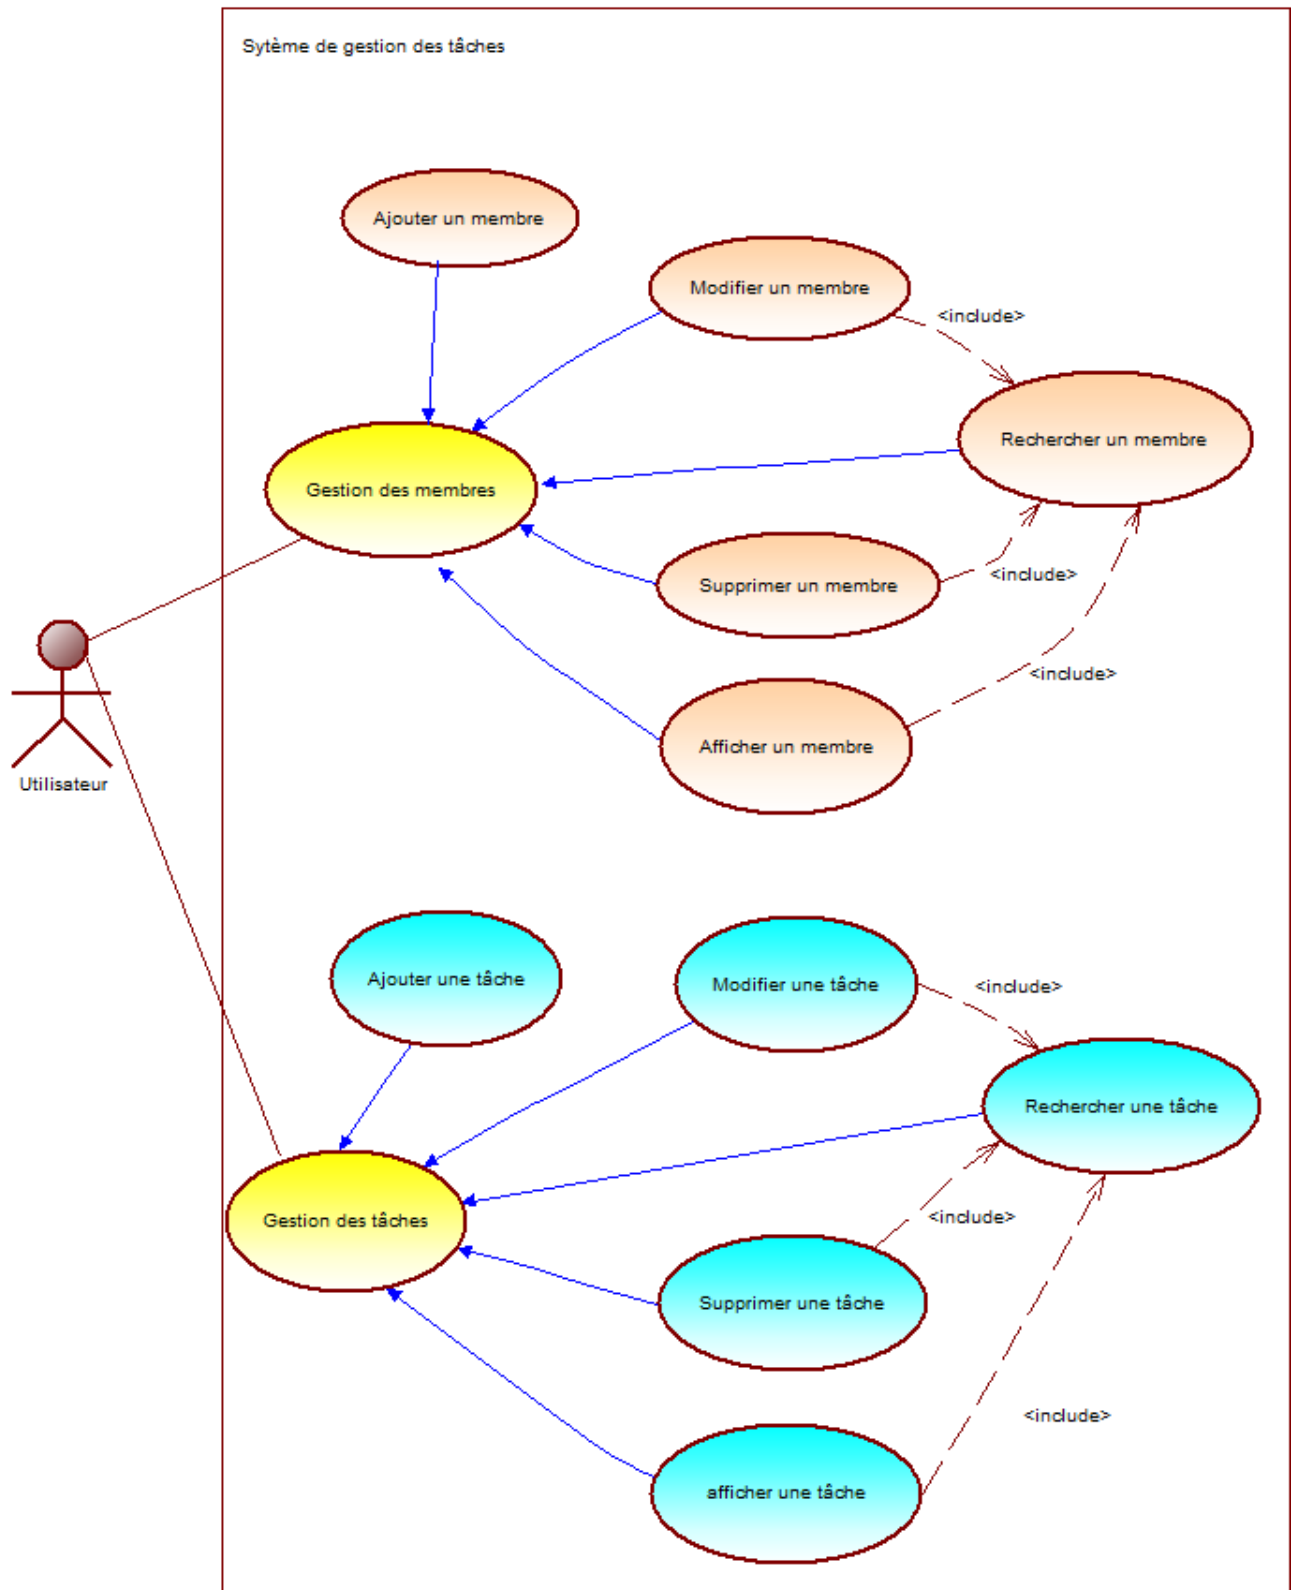 Sytème de gestion des tâches
Ajouter un membre
Modifier un membre
<include>
Rechercher un membre
Gestion des membres
Supprimer un membre
<include>
<include>
Afficher un membre
Utilisateur
Ajouter une tâche
Modifier une tâche
<include>
Rechercher une tâche
Gestion des tâches
<include>
Supprimer une tâche
<include>
afficher une tâche